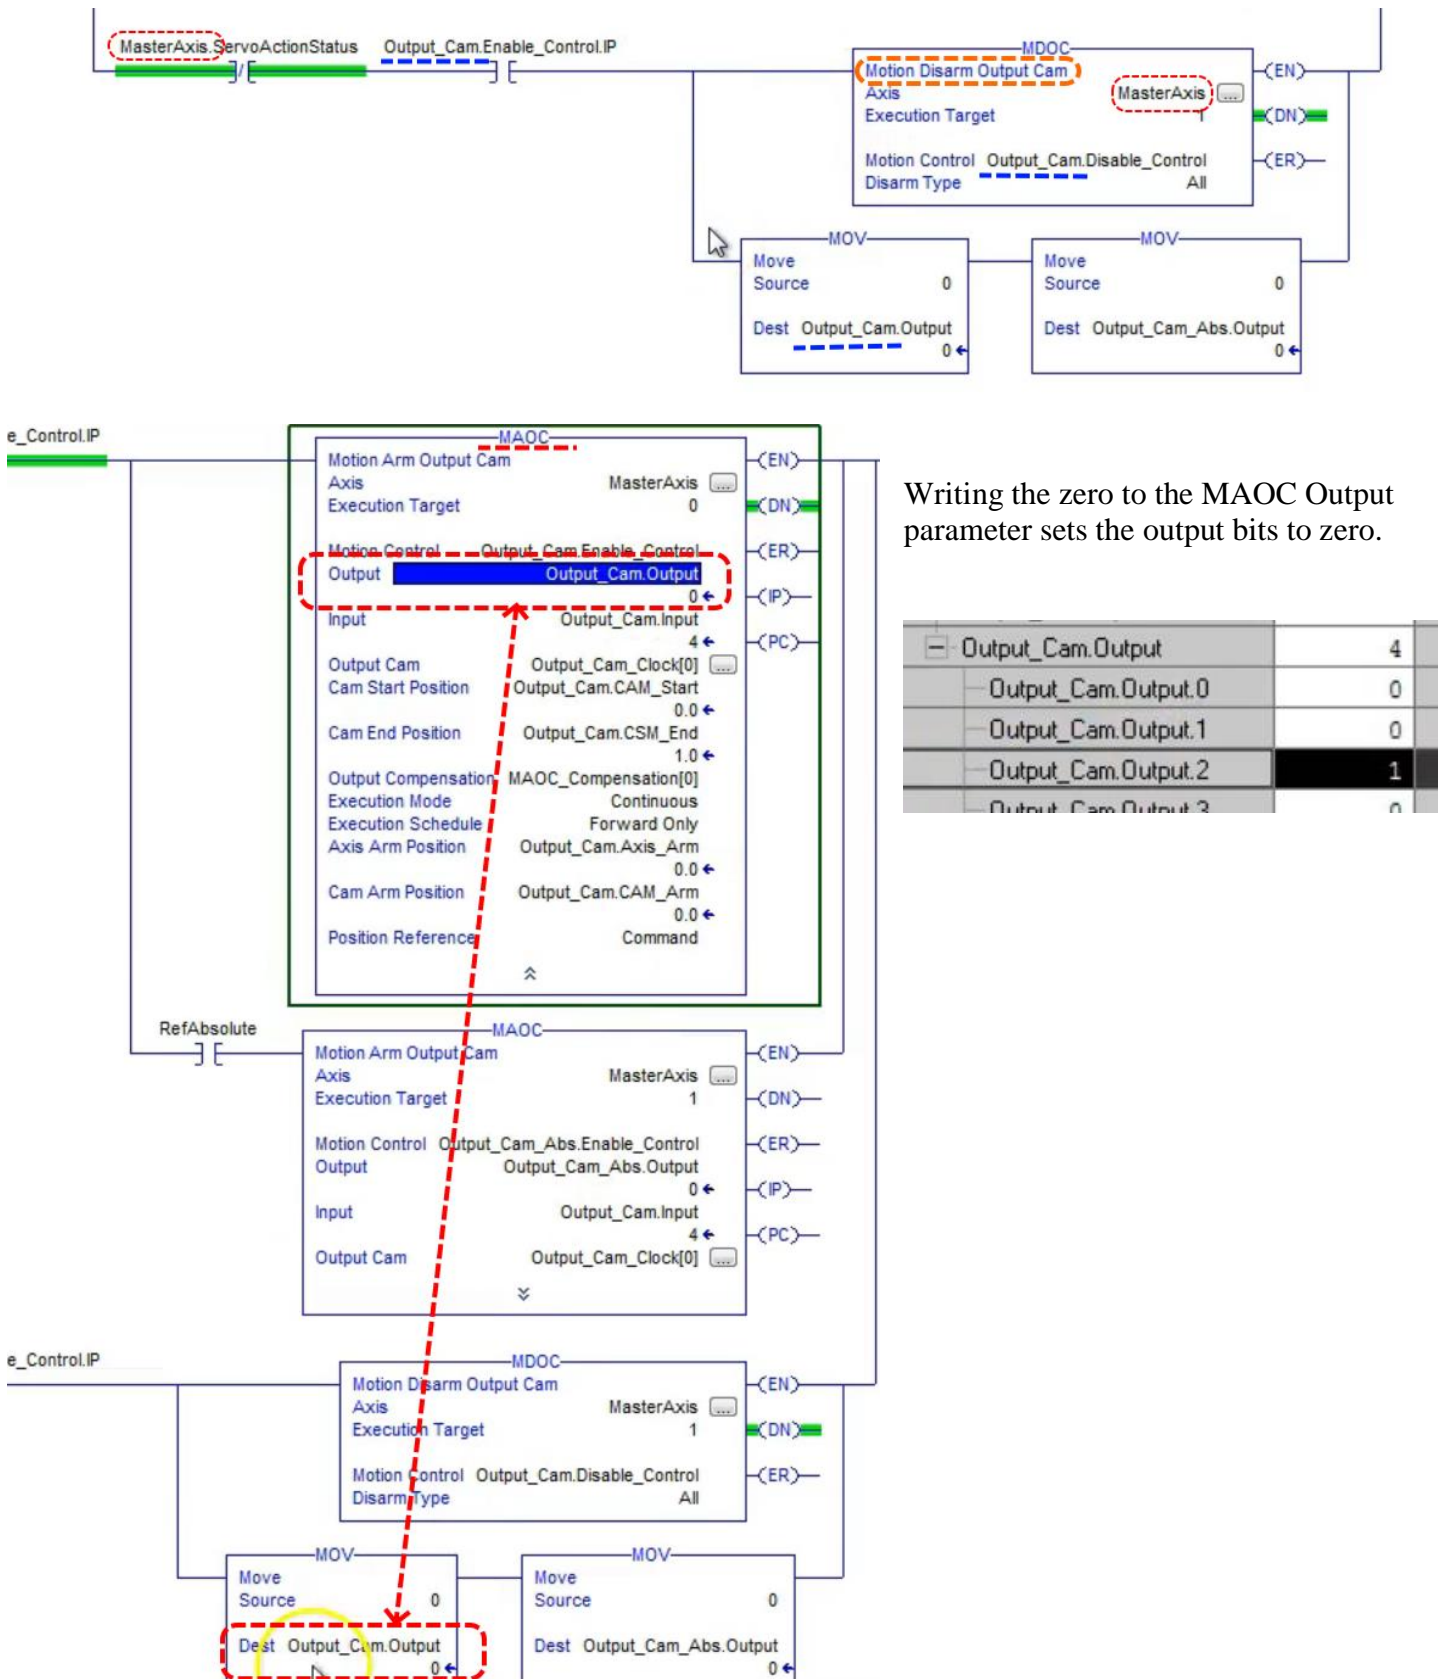 MasterAxis.ServoActionStatus Output_Cam.Enable_Control.IP
MDOC
Motion Disarm Output Cam
Axis MasterAxis ...
Execution Target 1
Motion Control Output_Cam.Disable_Control
Disarm Type All
EN
DN
ER
MOV
Move
Source 0
Dest Output_Cam.Output
0
MOV
Move
Source 0
Dest Output_Cam_Abs.Output
0
e_Control.IP
MAOC
Motion Arm Output Cam
Axis MasterAxis ...
Execution Target 0
Motion Control Output_Cam.Enable_Control
Output Output_Cam.Output
0
Input Output_Cam.Input
4
Output Cam Output_Cam_Clock[0] ...
Cam Start Position Output_Cam.CAM_Start
0.0
Cam End Position Output_Cam.CSM_End
1.0
Output Compensation MAOC_Compensation[0]
Execution Mode Continuous
Execution Schedule Forward Only
Axis Arm Position Output_Cam.Axis_Arm
0.0
Cam Arm Position Output_Cam.CAM_Arm
0.0
Position Reference Command
EN
DN
ER
IP
PC
Writing the zero to the MAOC Output
parameter sets the output bits to zero.
Output_Cam.Output 4
Output_Cam.Output.0 0
Output_Cam.Output.1 0
Output_Cam.Output.2 1
Output_Cam.Output.3 0
RefAbsolute
MAOC
Motion Arm Output Cam
Axis MasterAxis ...
Execution Target 1
Motion Control Output_Cam_Abs.Enable_Control
Output Output_Cam_Abs.Output
0
Input Output_Cam.Input
4
Output Cam Output_Cam_Clock[0] ...
EN
DN
ER
IP
PC
e_Control.IP
MDOC
Motion Disarm Output Cam
Axis MasterAxis ...
Execution Target 1
Motion Control Output_Cam.Disable_Control
Disarm Type All
EN
DN
ER
MOV
Move
Source 0
Dest Output_Cam.Output
0
MOV
Move
Source 0
Dest Output_Cam_Abs.Output
0